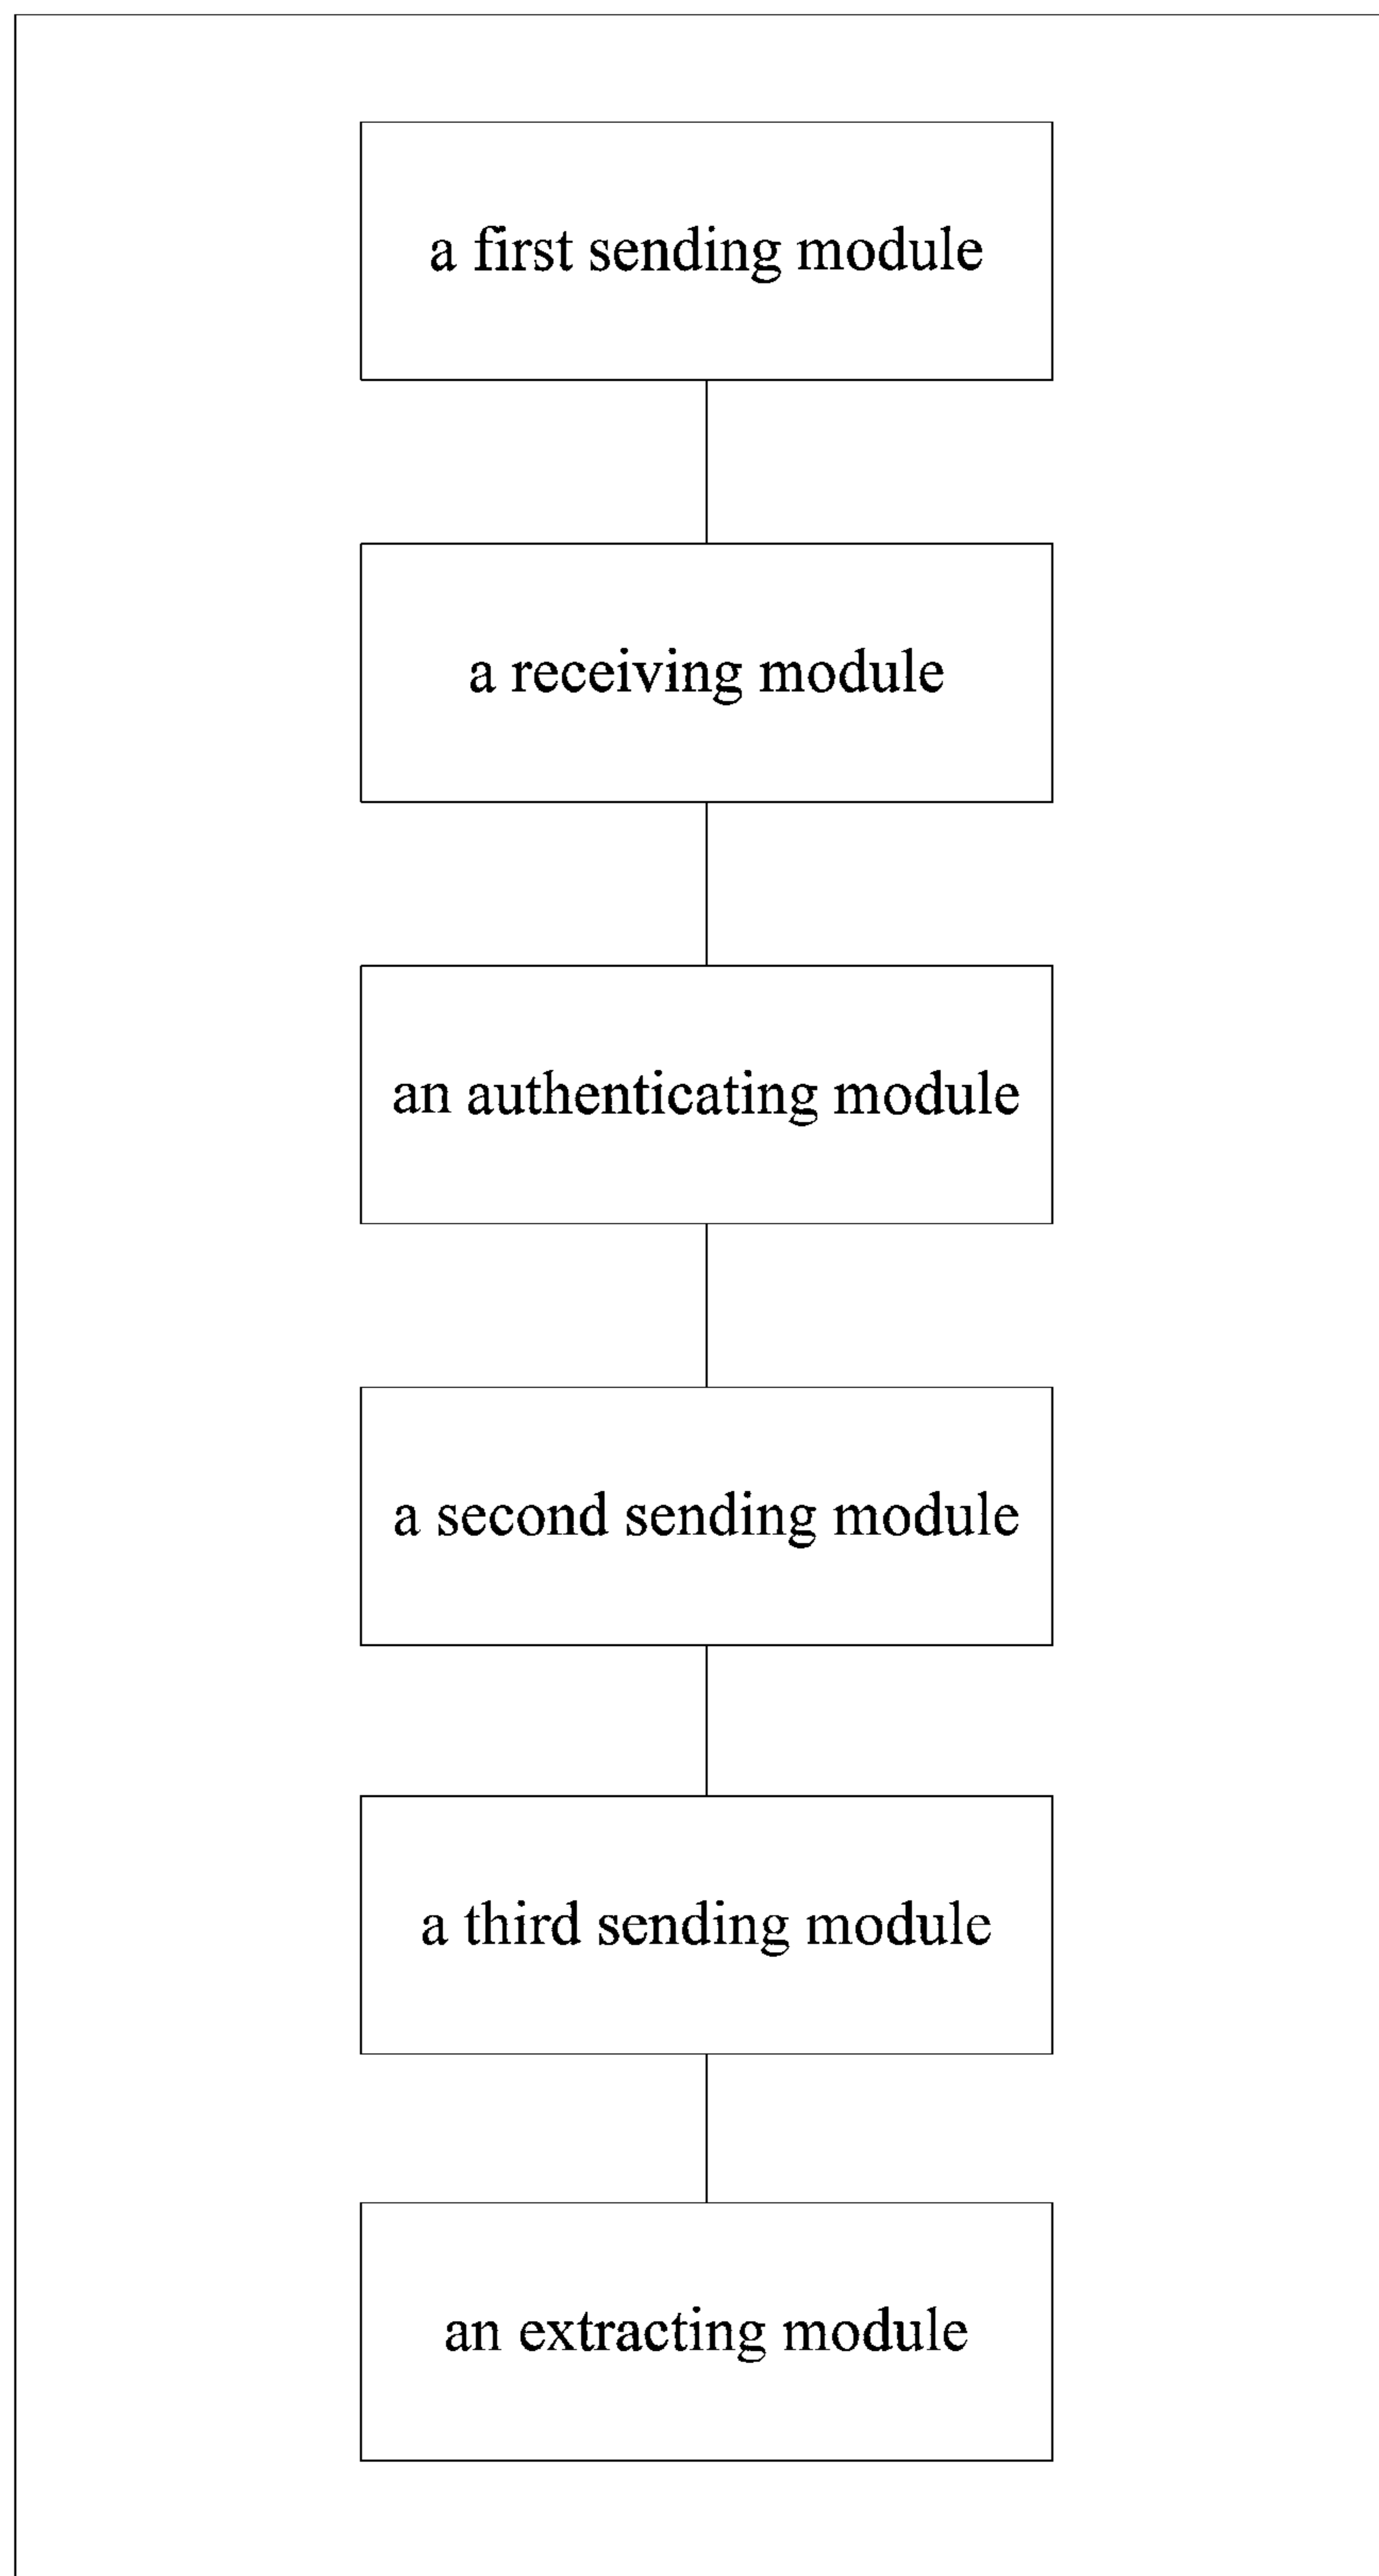 a first sending module
a receiving module
an authenticating module
a second sending module
a third sending module
an extracting module